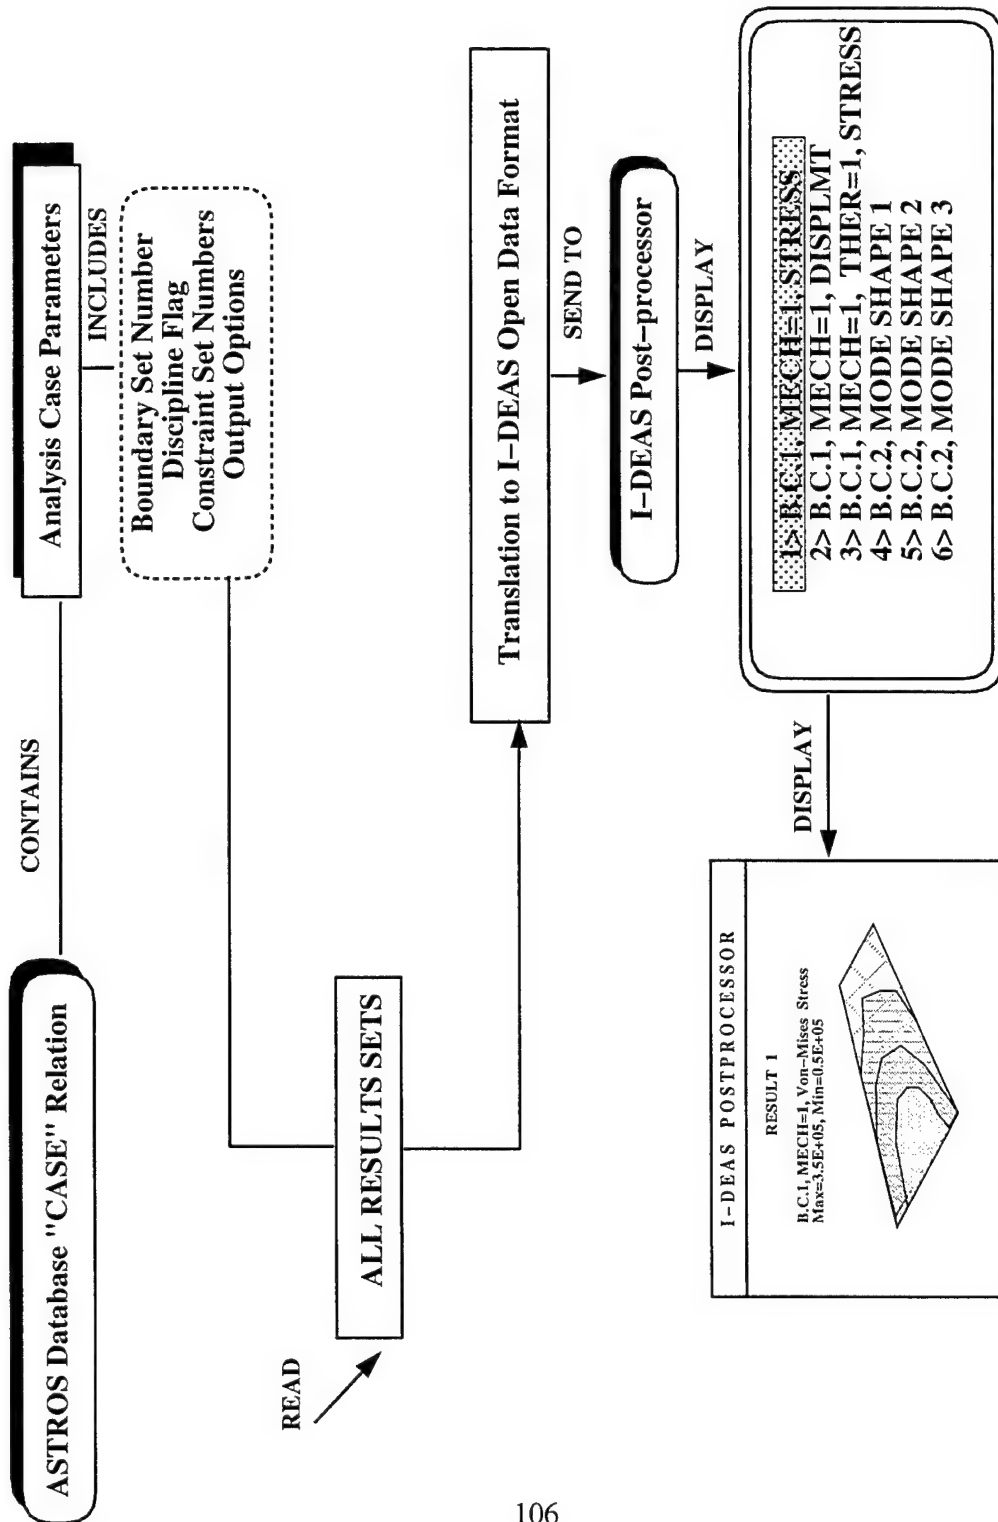 ASTROS Database "CASE" Relation
CONTAINS
Analysis Case Parameters
INCLUDES
Boundary Set Number
Discipline Flag
Constraint Set Numbers
Output Options
READ
ALL RESULTS SETS
Translation to I-DEAS Open Data Format
SEND TO
I-DEAS Post-processor
DISPLAY
1> B.C.1, MECH=1, STRESS
2> B.C.1, MECH=1, DISPLMT
3> B.C.1, MECH=1, THER=1, STRESS
4> B.C.2, MODE SHAPE 1
5> B.C.2, MODE SHAPE 2
6> B.C.2, MODE SHAPE 3
DISPLAY
I-DEAS POSTPROCESSOR
RESULT 1
B.C.1, MECH=1, Von-Mises Stress
Max=3.5E+05, Min=0.5E+05
106